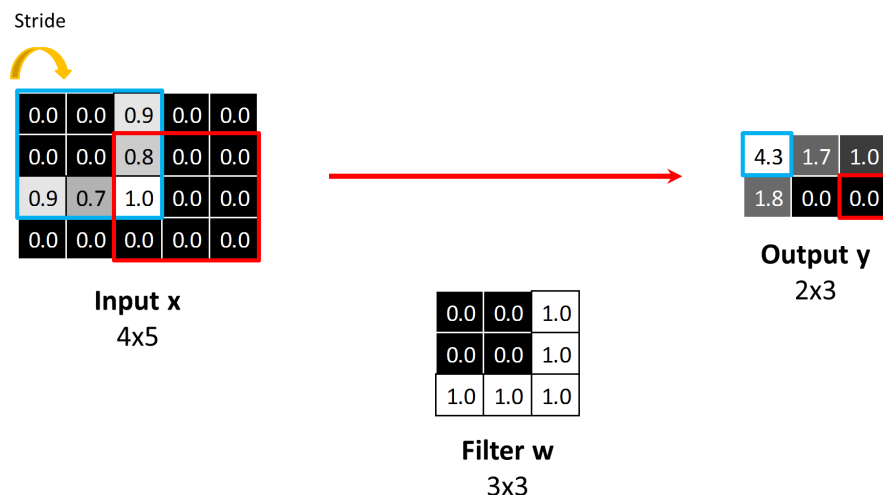 Stride
0.0 0.0 0.9 0.0 0.0
0.0 0.0 0.8 0.0 0.0
0.9 0.7 1.0 0.0 0.0
0.0 0.0 0.0 0.0 0.0
Input x
4x5
0.0 0.0 1.0
0.0 0.0 1.0
1.0 1.0 1.0
Filter w
3x3
4.3 1.7 1.0
1.8 0.0 0.0
Output y
2x3